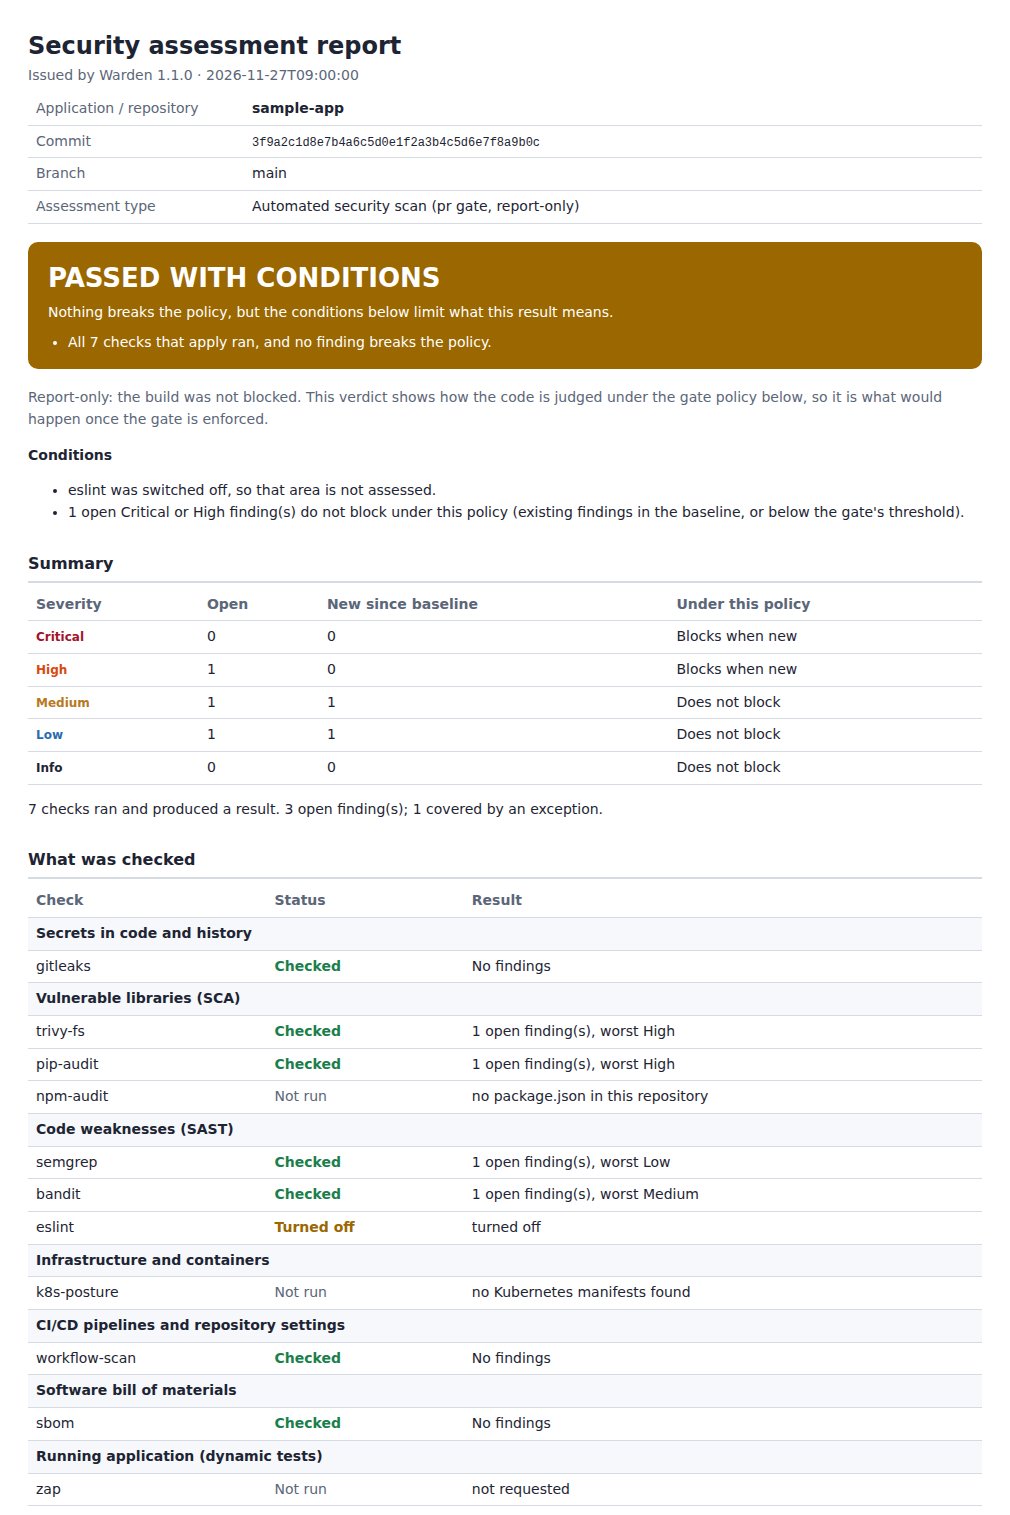 Security assessment report
Issued by Warden 1.1.0 · 2026-11-27T09:00:00
Application / repository sample-app
Commit 3f9a2c1d8e7b4a6c5d0e1f2a3b4c5d6e7f8a9b0c
Branch main
Assessment type Automated security scan (pr gate, report-only)
PASSED WITH CONDITIONS
Nothing breaks the policy, but the conditions below limit what this result means.
• All 7 checks that apply ran, and no finding breaks the policy.
Report-only: the build was not blocked. This verdict shows how the code is judged under the gate policy below, so it is what would
happen once the gate is enforced.
Conditions
• eslint was switched off, so that area is not assessed.
• 1 open Critical or High finding(s) do not block under this policy (existing findings in the baseline, or below the gate's threshold).
Summary
Severity Open New since baseline Under this policy
Critical 0 0 Blocks when new
High 1 0 Blocks when new
Medium 1 1 Does not block
Low 1 1 Does not block
Info 0 0 Does not block
7 checks ran and produced a result. 3 open finding(s); 1 covered by an exception.
What was checked
Check Status Result
Secrets in code and history
gitleaks Checked No findings
Vulnerable libraries (SCA)
trivy-fs Checked 1 open finding(s), worst High
pip-audit Checked 1 open finding(s), worst High
npm-audit Not run no package.json in this repository
Code weaknesses (SAST)
semgrep Checked 1 open finding(s), worst Low
bandit Checked 1 open finding(s), worst Medium
eslint Turned off turned off
Infrastructure and containers
k8s-posture Not run no Kubernetes manifests found
CI/CD pipelines and repository settings
workflow-scan Checked No findings
Software bill of materials
sbom Checked No findings
Running application (dynamic tests)
zap Not run not requested